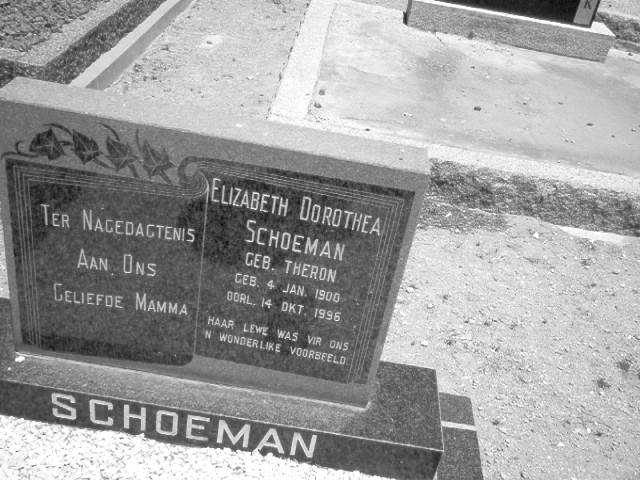 TER NAGEDAGTENIS
AAN ONS
GELIEFDE MAMMA
ELIZABETH DOROTHEA
SCHOEMAN
GEB. THERON
GEB. 4 JAN. 1900
OORL. 14 OKT. 1996
HAAR LEWE WAS VIR ONS
'N WONDERLIKE VOORBEELD
SCHOEMAN
K